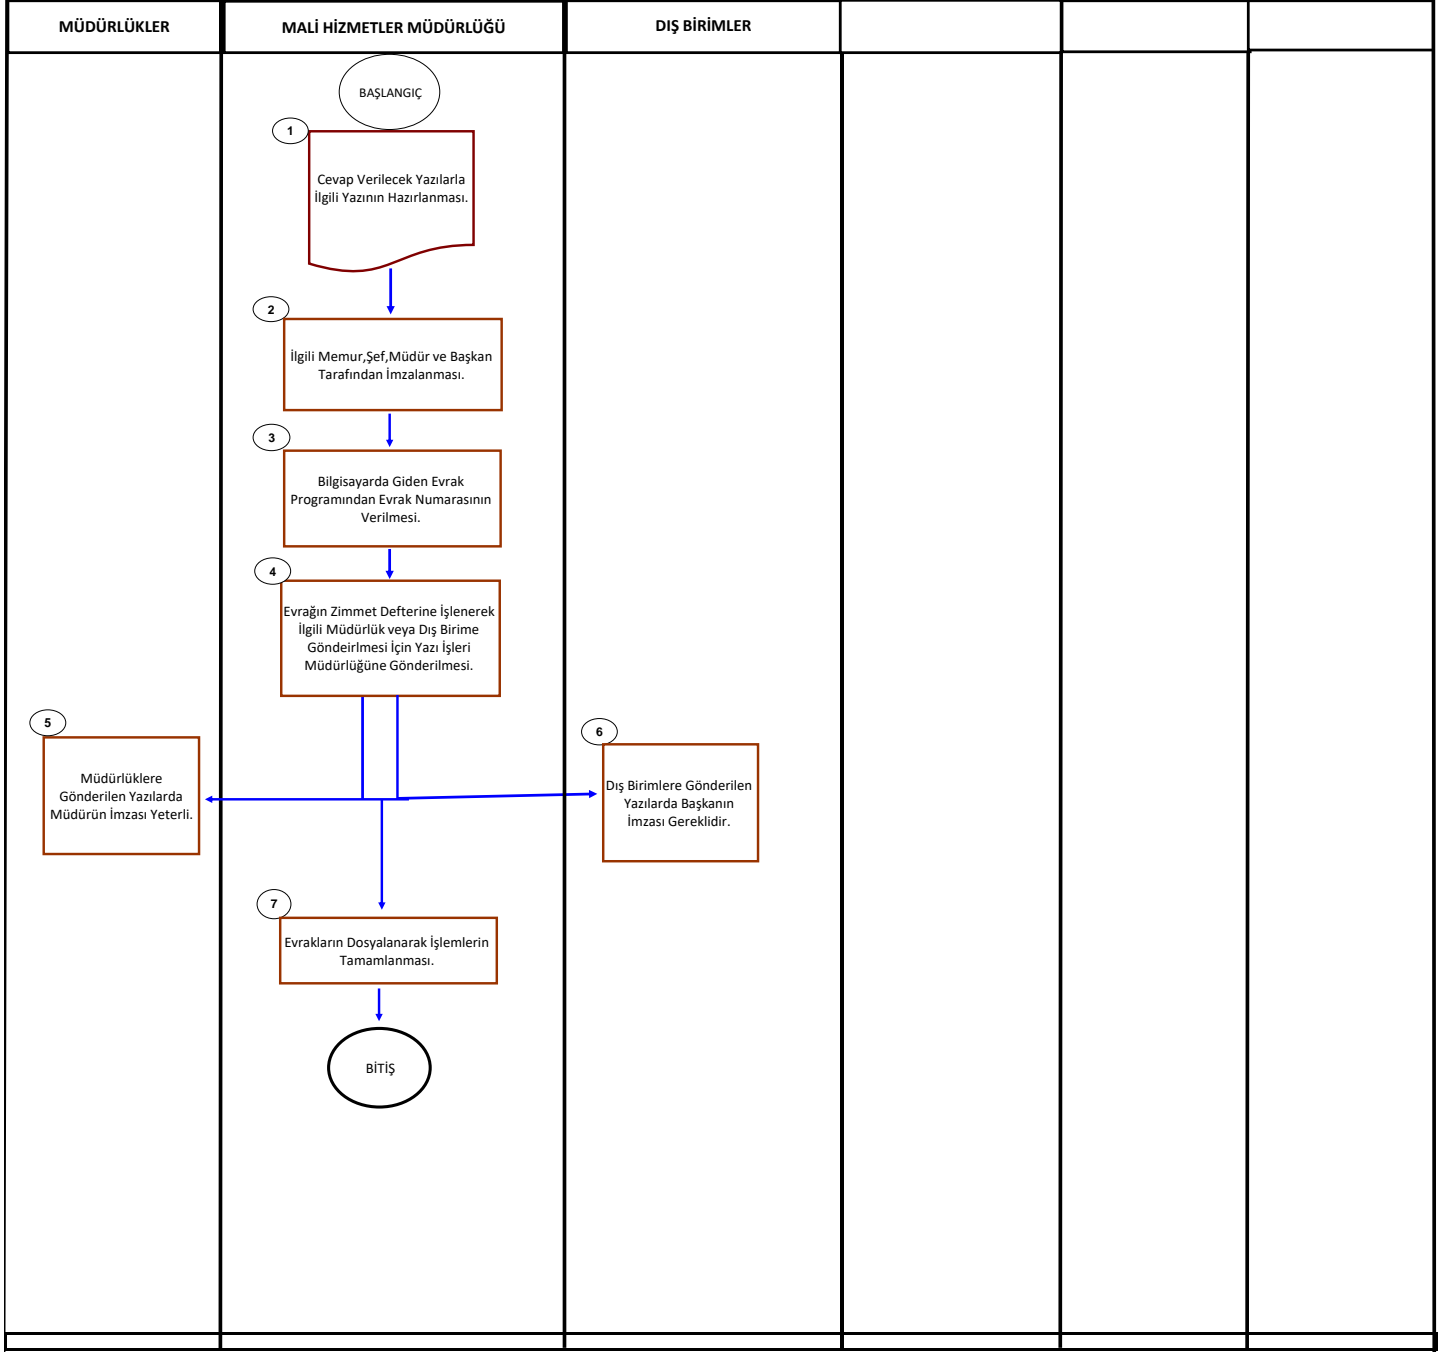 MÜDÜRLÜKLER
MALİ HİZMETLER MÜDÜRLÜĞÜ
DIŞ BİRİMLER
BAŞLANGIÇ
1
Cevap Verilecek Yazılarla
İlgili Yazının Hazırlanması.
2
İlgili Memur,Şef,Müdür ve Başkan
Tarafından İmzalanması.
3
Bilgisayarda Giden Evrak
Programından Evrak Numarasının
Verilmesi.
4
Evrağın Zimmet Defterine İşlenerek
İlgili Müdürlük veya Dış Birime
Göndeirlmesi İçin Yazı İşleri
Müdürlüğüne Gönderilmesi.
5
Müdürlüklere
Gönderilen Yazılarda
Müdürün İmzası Yeterli.
6
Dış Birimlere Gönderilen
Yazılarda Başkanın
İmzası Gereklidir.
7
Evrakların Dosyalanarak İşlemlerin
Tamamlanması.
BİTİŞ